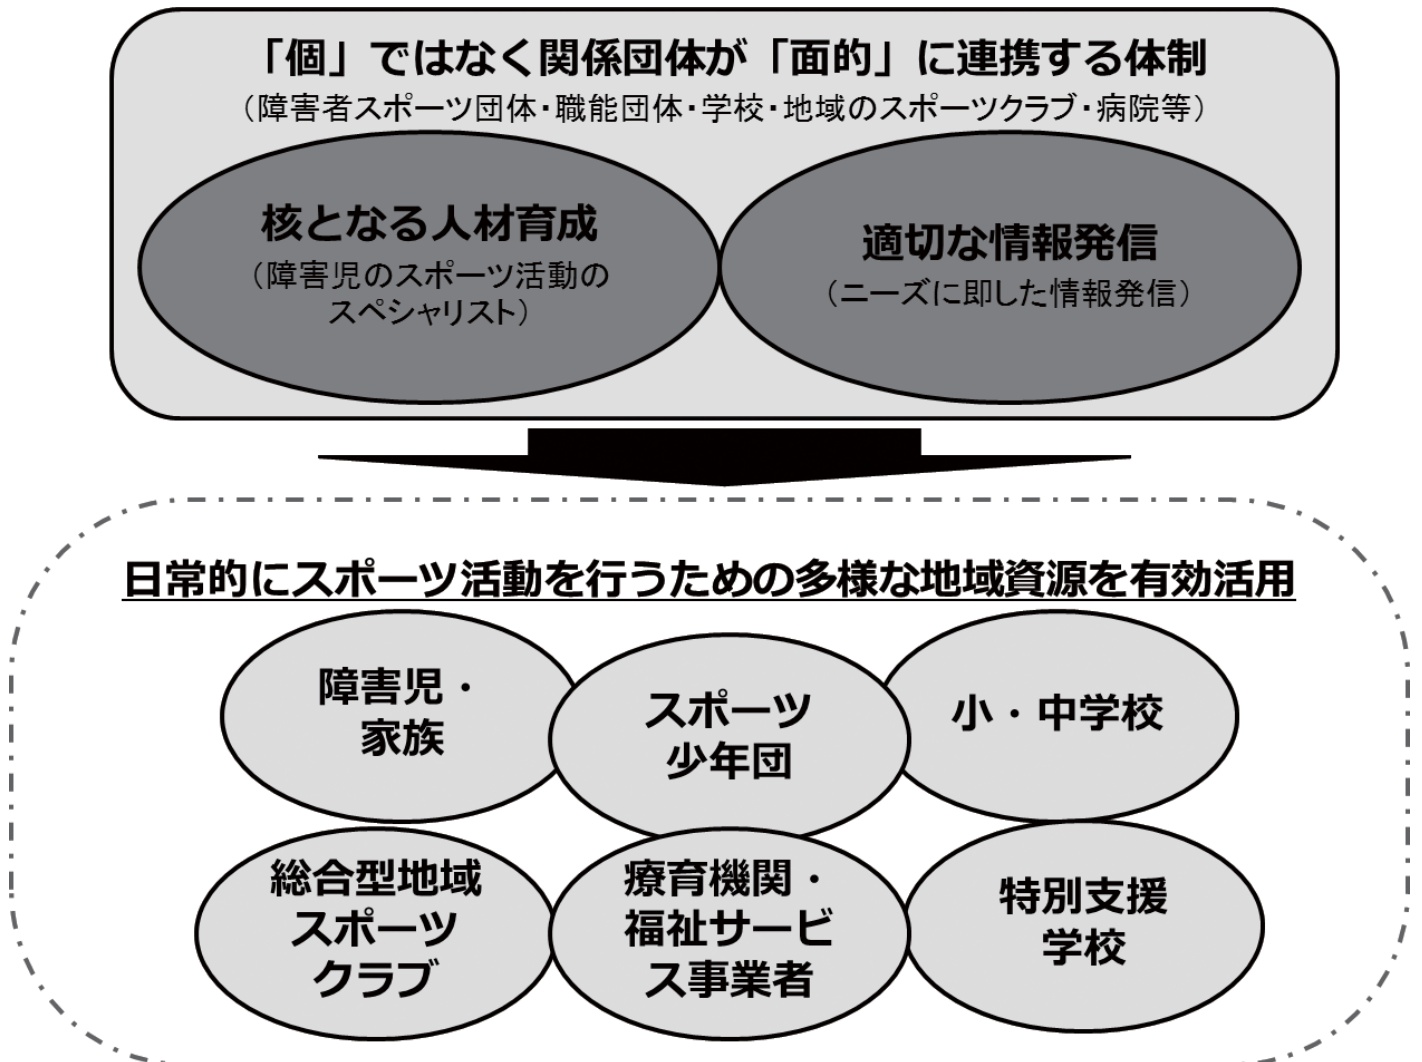 「個」ではなく関係団体が「面的」に連携する体制
（障害者スポーツ団体・職能団体・学校・地域のスポーツクラブ・病院等）
核となる人材育成
（障害児のスポーツ活動の
スペシャリスト）
適切な情報発信
（ニーズに即した情報発信）
日常的にスポーツ活動を行うための多様な地域資源を有効活用
障害児・
家族
スポーツ
少年団
小・中学校
総合型地域
スポーツ
クラブ
療育機関・
福祉サービ
ス事業者
特別支援
学校